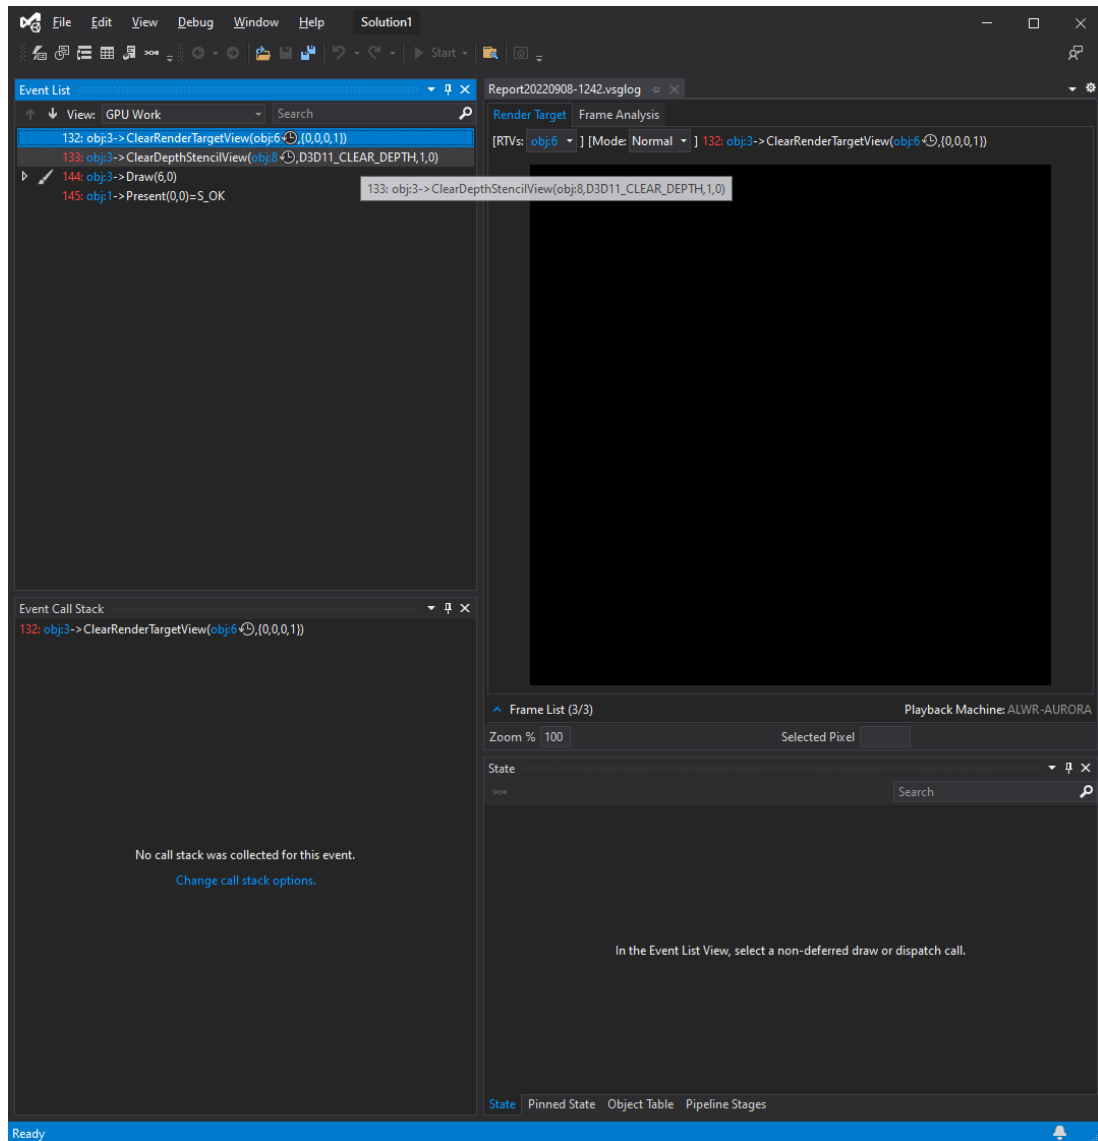 File Edit View Debug Window Help Solution1
Start
Event List
View: GPU Work Search
132: obj:3->ClearRenderTargetView(obj:6,{0,0,0,1})
133: obj:3->ClearDepthStencilView(obj:8,D3D11_CLEAR_DEPTH,1,0)
144: obj:3->Draw(6,0)
145: obj:1->Present(0,0)=S_OK
133: obj:3->ClearDepthStencilView(obj:8,D3D11_CLEAR_DEPTH,1,0)
Event Call Stack
132: obj:3->ClearRenderTargetView(obj:6,{0,0,0,1})
No call stack was collected for this event.
Change call stack options.
Report20220908-1242.vsglog
Render Target Frame Analysis
[RTVs: obj:6 ] [Mode: Normal ] 132: obj:3->ClearRenderTargetView(obj:6,{0,0,0,1})
Frame List (3/3) Playback Machine: ALWR-AURORA
Zoom % 100 Selected Pixel
State
Search
In the Event List View, select a non-deferred draw or dispatch call.
State Pinned State Object Table Pipeline Stages
Ready